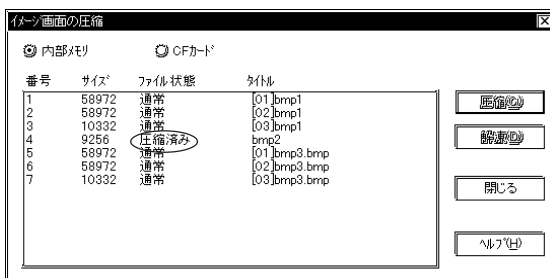 イメージ画面の圧縮
内部ﾒﾓﾘ CFｶｰﾄﾞ
番号 ｻｲｽﾞ ﾌｧｲﾙ状態 ﾀｲﾄﾙ
1 58972 通常 [01]bmp1
2 58972 通常 [02]bmp1
3 10332 通常 [03]bmp1
4 9256 圧縮済み bmp2
5 58972 通常 [01]bmp3.bmp
6 58972 通常 [02]bmp3.bmp
7 10332 通常 [03]bmp3.bmp
圧縮(C)
解凍(D)
閉じる
ﾍﾙﾌﾟ(H)